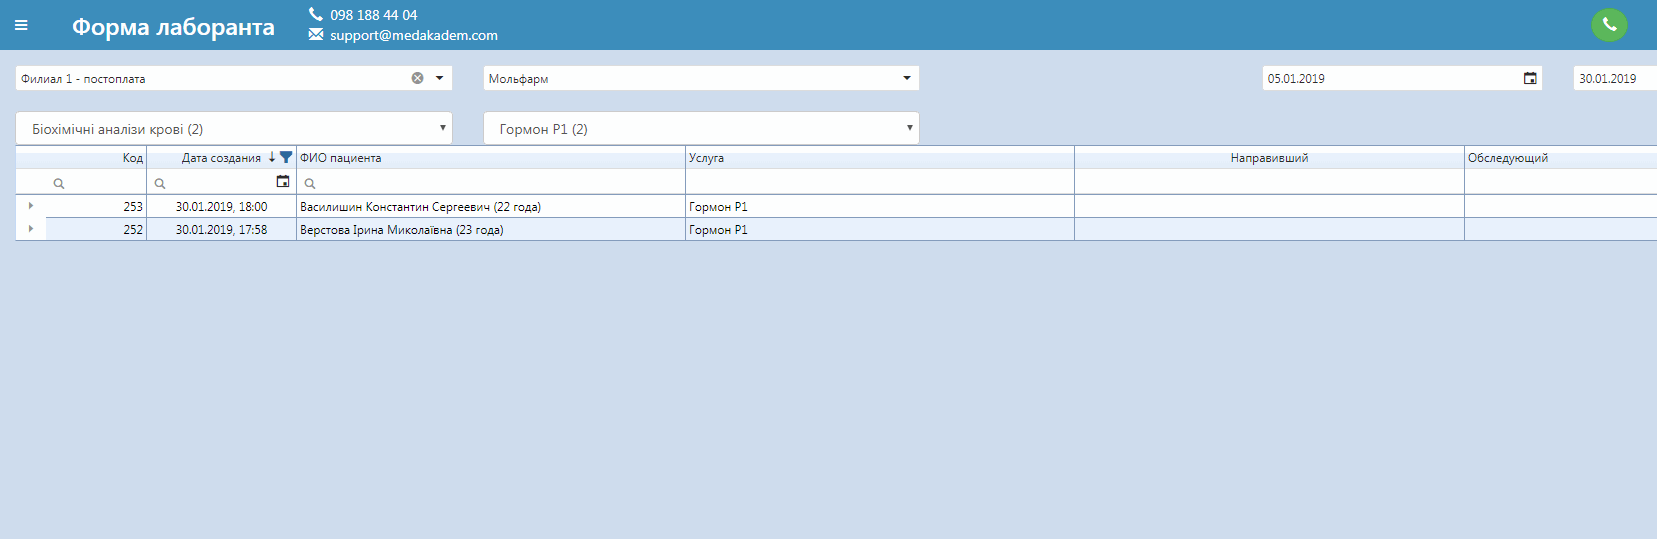 Форма лаборанта
098 188 44 04
support@medakadem.com
Филиал 1 - постоплата
Мольфарм
05.01.2019
30.01.2019
Біохімічні аналізи крові (2)
Гормон Р1 (2)
Код Дата создания ФИО пациента Услуга Направивший Обследующий
253 30.01.2019, 18:00 Василишин Константин Сергеевич (22 года) Гормон Р1
252 30.01.2019, 17:58 Верстова Ірина Миколаївна (23 года) Гормон Р1